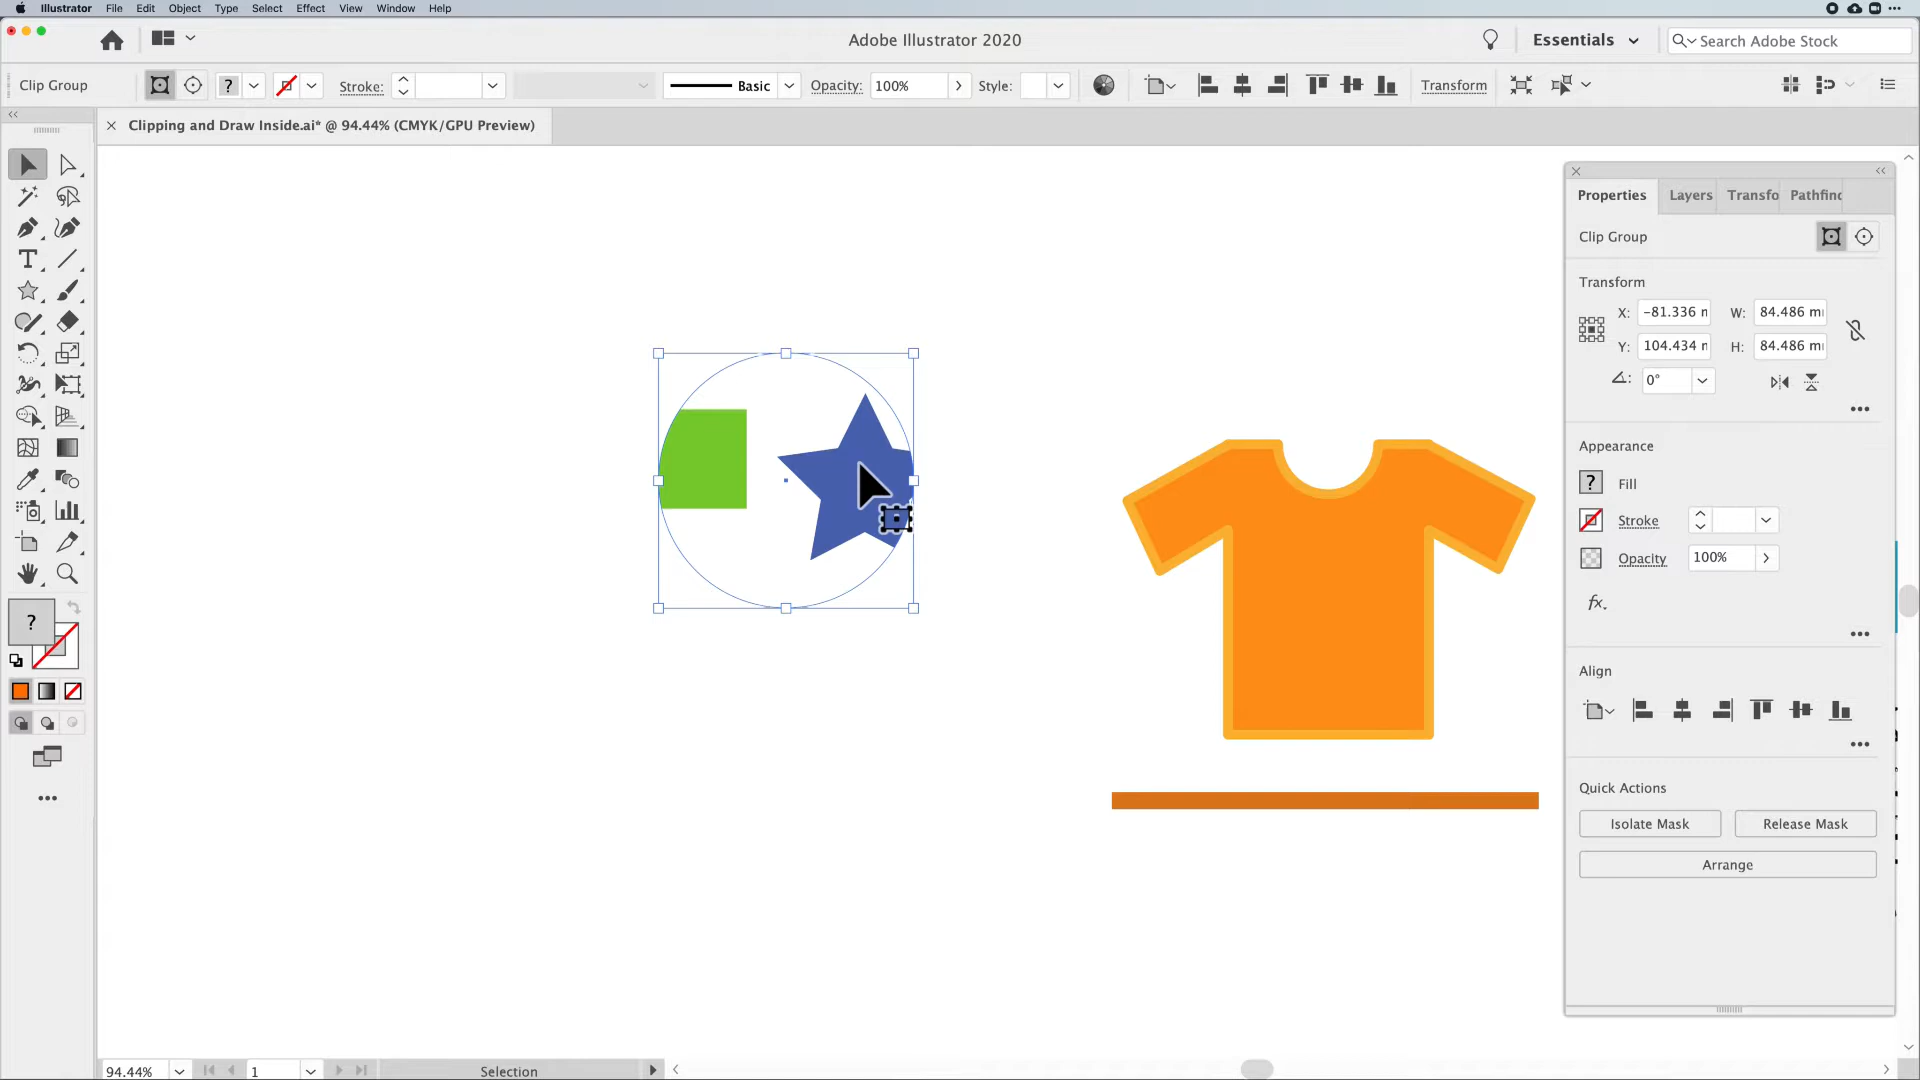 Illustrator File Edit Object Type Select Effect View Window Help
Adobe Illustrator 2020
Essentials
Search Adobe Stock
Clip Group
?
Stroke:
Basic
Opacity: 100%
Style:
Transform
Clipping and Draw Inside.ai* @ 94.44% (CMYK/GPU Preview)
Properties Layers Transfo Pathfind
Clip Group
Transform
X: -81.336 W: 84.486
Y: 104.434 H: 84.486
0°
Appearance
? Fill
Stroke
Opacity 100%
fx.
?
Align
Quick Actions
Isolate Mask Release Mask
Arrange
94.44% 1 Selection